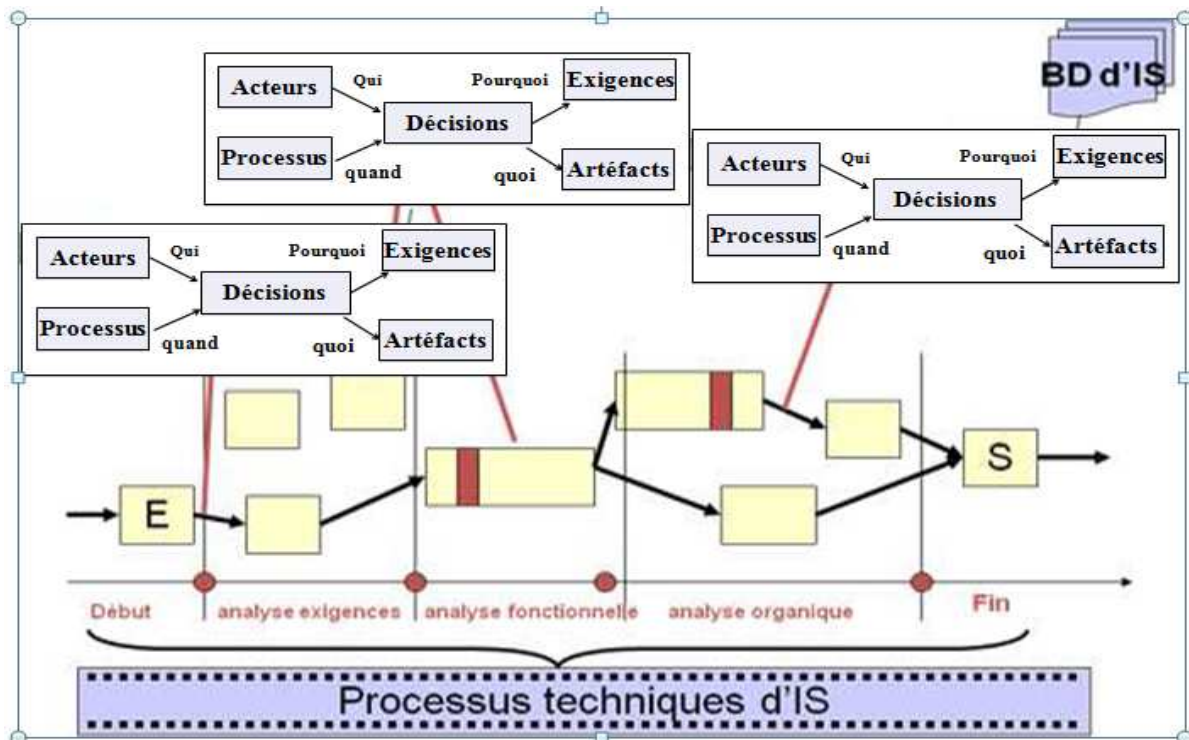 BD d'IS
Acteurs
Qui
Pourquoi
Exigences
Décisions
Processus
quand
quoi
Artéfacts
Acteurs
Qui
Pourquoi
Exigences
Décisions
Processus
quand
quoi
Artéfacts
Acteurs
Qui
Pourquoi
Exigences
Décisions
Processus
quand
quoi
Artéfacts
E
S
Début
analyse exigences
analyse fonctionnelle
analyse organique
Fin
Processus techniques d'IS